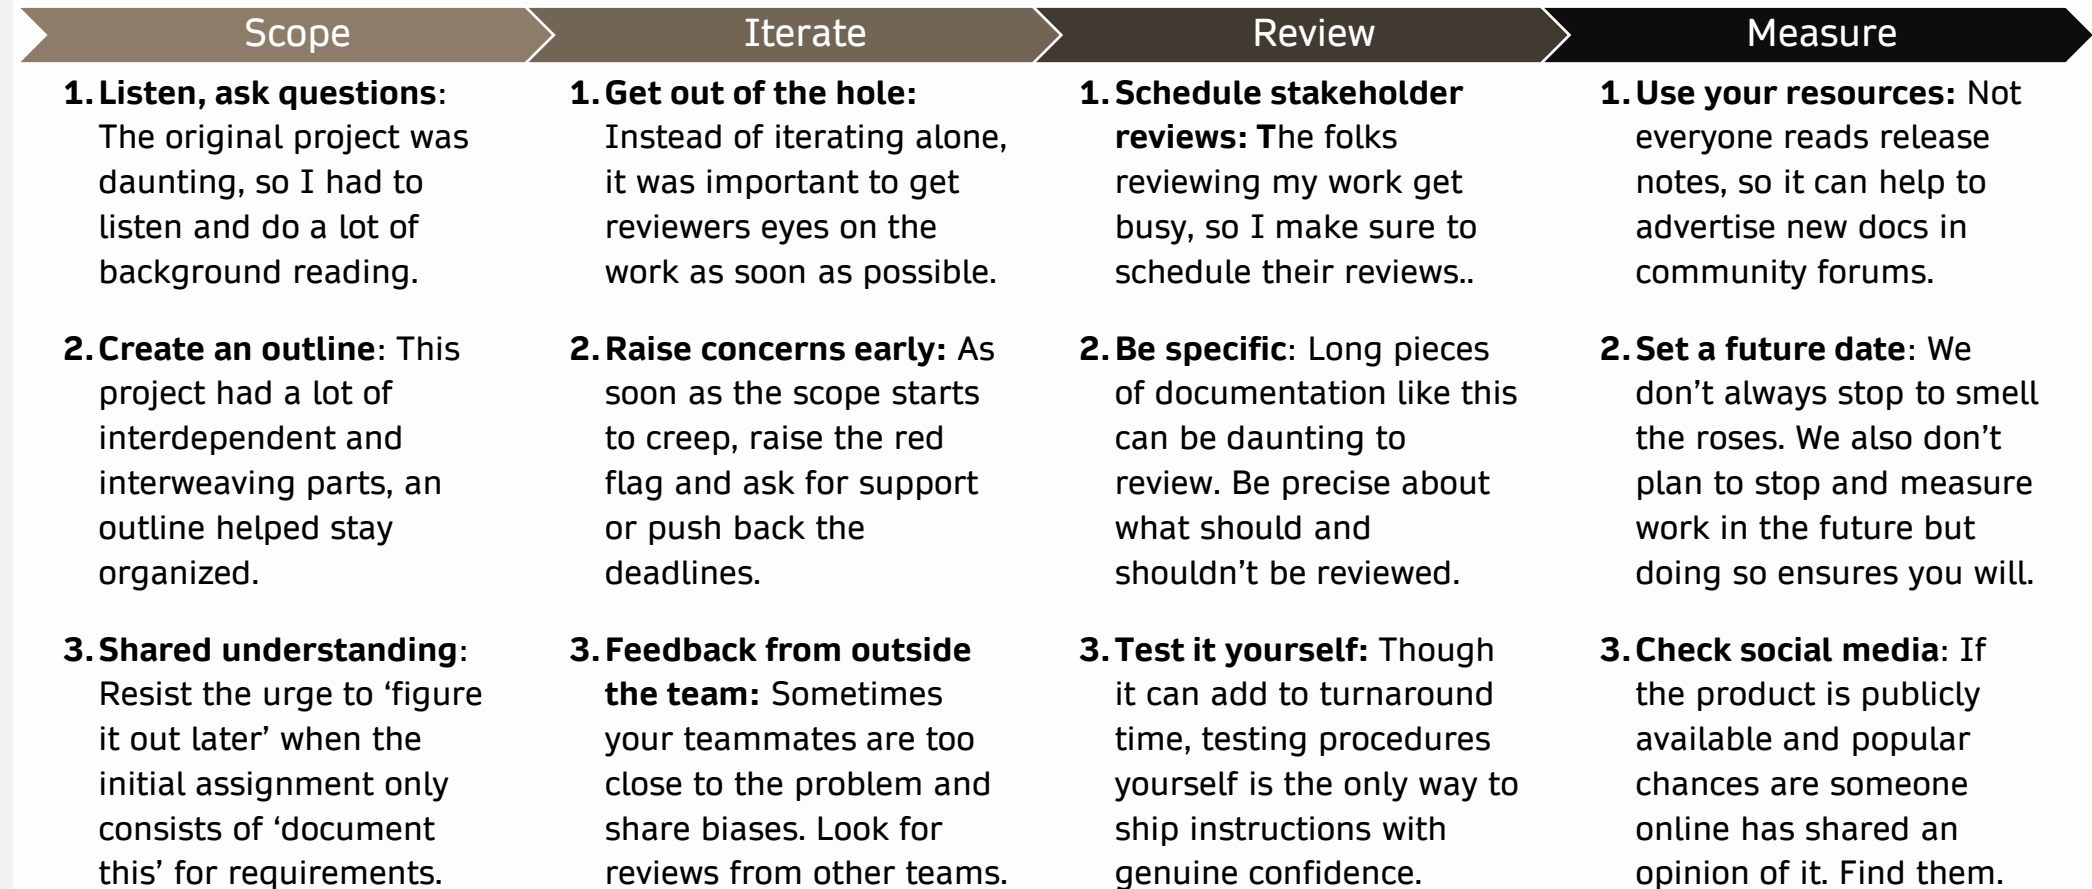 Scope
1. Listen, ask questions:
The original project was
daunting, so I had to
listen and do a lot of
background reading.
2. Create an outline: This
project had a lot of
interdependent and
interweaving parts, an
outline helped stay
organized.
3. Shared understanding:
Resist the urge to ‘figure
it out later’ when the
initial assignment only
consists of ‘document
this’ for requirements.
Iterate
1. Get out of the hole:
Instead of iterating alone,
it was important to get
reviewers eyes on the
work as soon as possible.
2. Raise concerns early: As
soon as the scope starts
to creep, raise the red
flag and ask for support
or push back the
deadlines.
3. Feedback from outside
the team: Sometimes
your teammates are too
close to the problem and
share biases. Look for
reviews from other teams.
Review
1. Schedule stakeholder
reviews: The folks
reviewing my work get
busy, so I make sure to
schedule their reviews..
2. Be specific: Long pieces
of documentation like this
can be daunting to
review. Be precise about
what should and
shouldn’t be reviewed.
3. Test it yourself: Though
it can add to turnaround
time, testing procedures
yourself is the only way to
ship instructions with
genuine confidence.
Measure
1. Use your resources: Not
everyone reads release
notes, so it can help to
advertise new docs in
community forums.
2. Set a future date: We
don’t always stop to smell
the roses. We also don’t
plan to stop and measure
work in the future but
doing so ensures you will.
3. Check social media: If
the product is publicly
available and popular
chances are someone
online has shared an
opinion of it. Find them.